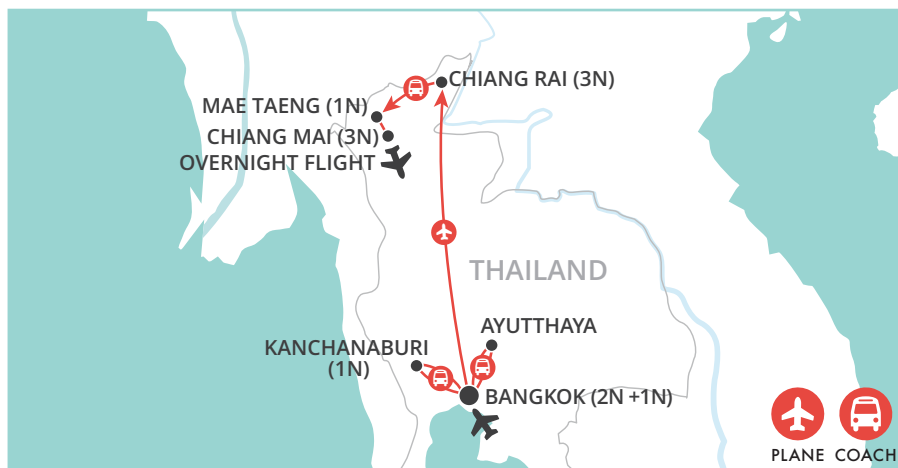 CHIANG RAI (3N)
MAE TAENG (1N)
CHIANG MAI (3N)
OVERNIGHT FLIGHT
THAILAND
AYUTTHAYA
KANCHANABURI
(1N)
BANGKOK (2N +1N)
PLANE COACH